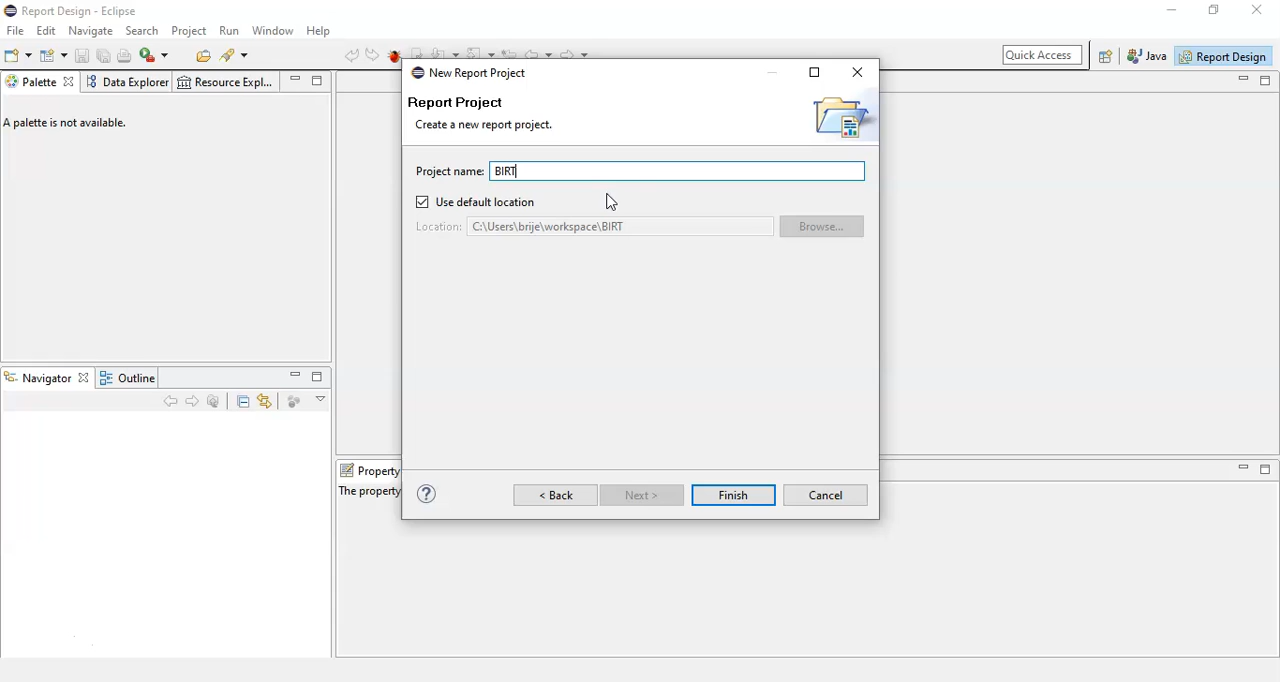 Report Design - Eclipse
File Edit Navigate Search Project Run Window Help
Quick Access
Java
Report Design
Palette
Data Explorer
Resource Expl...
A palette is not available.
New Report Project
Report Project
Create a new report project.
Project name: BIRT
Use default location
Location: C:\Users\brije\workspace\BIRT
Browse...
Navigator
Outline
Property
The property
?
< Back
Next >
Finish
Cancel